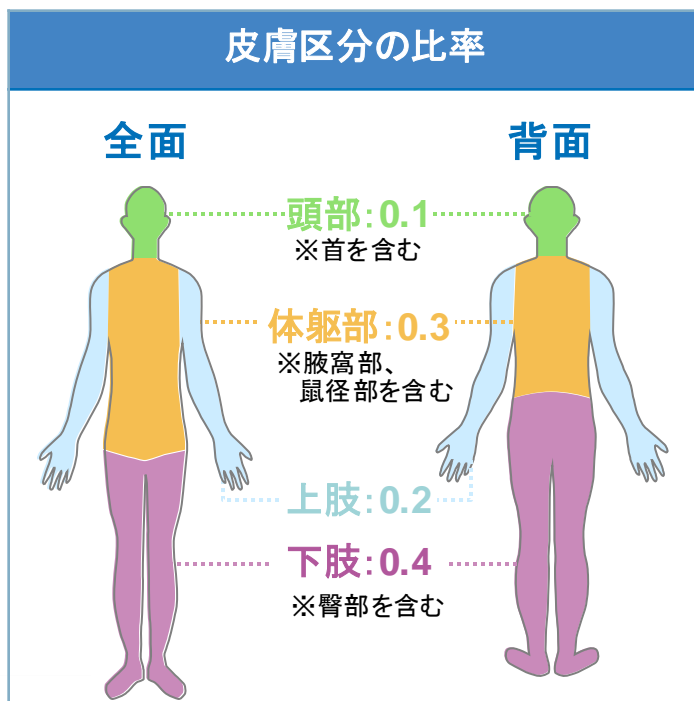 皮膚区分の比率
全面
背面
頭部：0.1
※首を含む
体躯部：0.3
※腋窩部、
鼠径部を含む
上肢：0.2
下肢：0.4
※臀部を含む